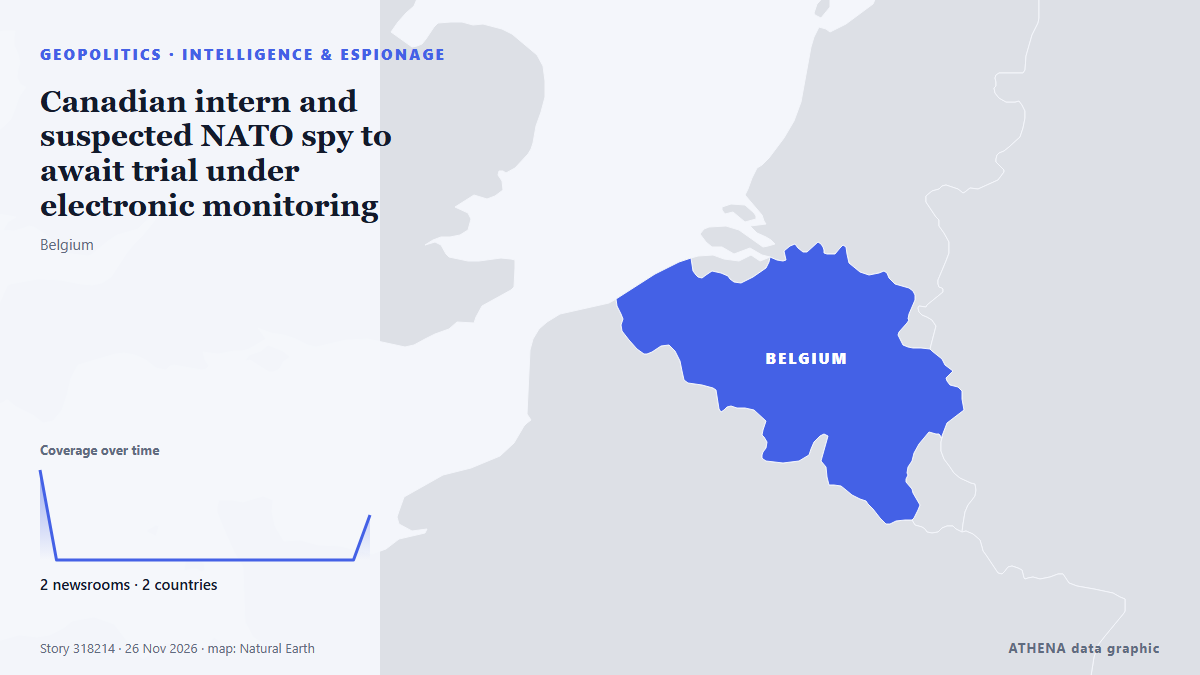 GEOPOLITICS · INTELLIGENCE & ESPIONAGE
Canadian intern and
suspected NATO spy to
await trial under
electronic monitoring
Belgium
BELGIUM
Coverage over time
2 newsrooms · 2 countries
Story 318214 · 26 Nov 2026 · map: Natural Earth
ATHENA data graphic